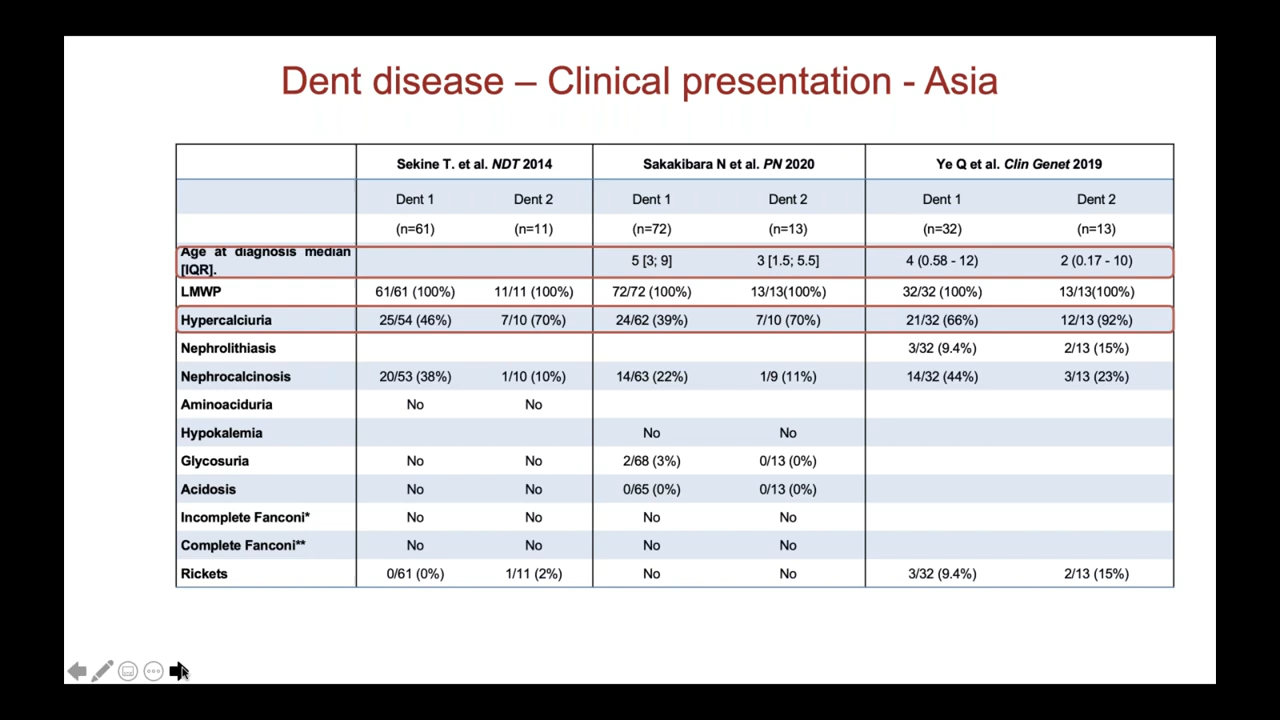 Dent disease – Clinical presentation - Asia
Sekine T. et al. NDT 2014 Sakakibara N et al. PN 2020 Ye Q et al. Clin Genet 2019
Dent 1 Dent 2 Dent 1 Dent 2 Dent 1 Dent 2
(n=61) (n=11) (n=72) (n=13) (n=32) (n=13)
Age at diagnosis median
[IQR]. 5 [3; 9] 3 [1.5; 5.5] 4 (0.58 - 12) 2 (0.17 - 10)
LMWP 61/61 (100%) 11/11 (100%) 72/72 (100%) 13/13(100%) 32/32 (100%) 13/13(100%)
Hypercalciuria 25/54 (46%) 7/10 (70%) 24/62 (39%) 7/10 (70%) 21/32 (66%) 12/13 (92%)
Nephrolithiasis 3/32 (9.4%) 2/13 (15%)
Nephrocalcinosis 20/53 (38%) 1/10 (10%) 14/63 (22%) 1/9 (11%) 14/32 (44%) 3/13 (23%)
Aminoaciduria No No
Hypokalemia No No
Glycosuria No No 2/68 (3%) 0/13 (0%)
Acidosis No No 0/65 (0%) 0/13 (0%)
Incomplete Fanconi* No No No No
Complete Fanconi** No No No No
Rickets 0/61 (0%) 1/11 (2%) No No 3/32 (9.4%) 2/13 (15%)